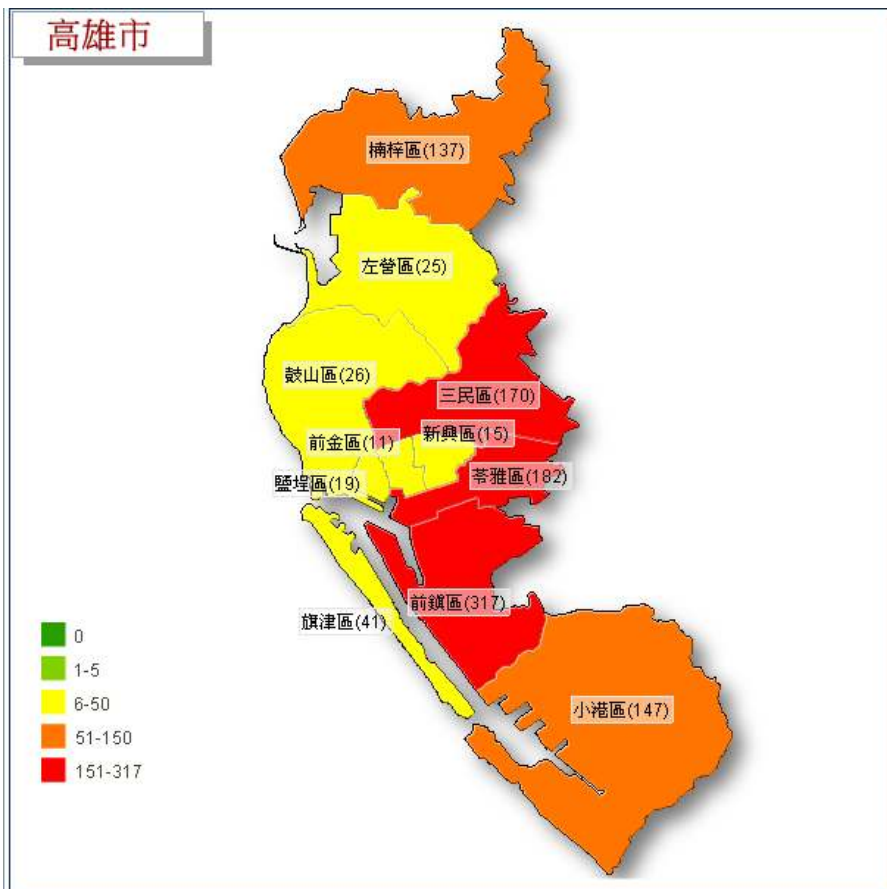 高雄市
楠梓區(137)
左營區(25)
鼓山區(26)
三民區(170)
新興區(15)
前金區(11)
苓雅區(182)
鹽埕區(19)
前鎮區(317)
旗津區(41)
小港區(147)
0
1-5
6-50
51-150
151-317